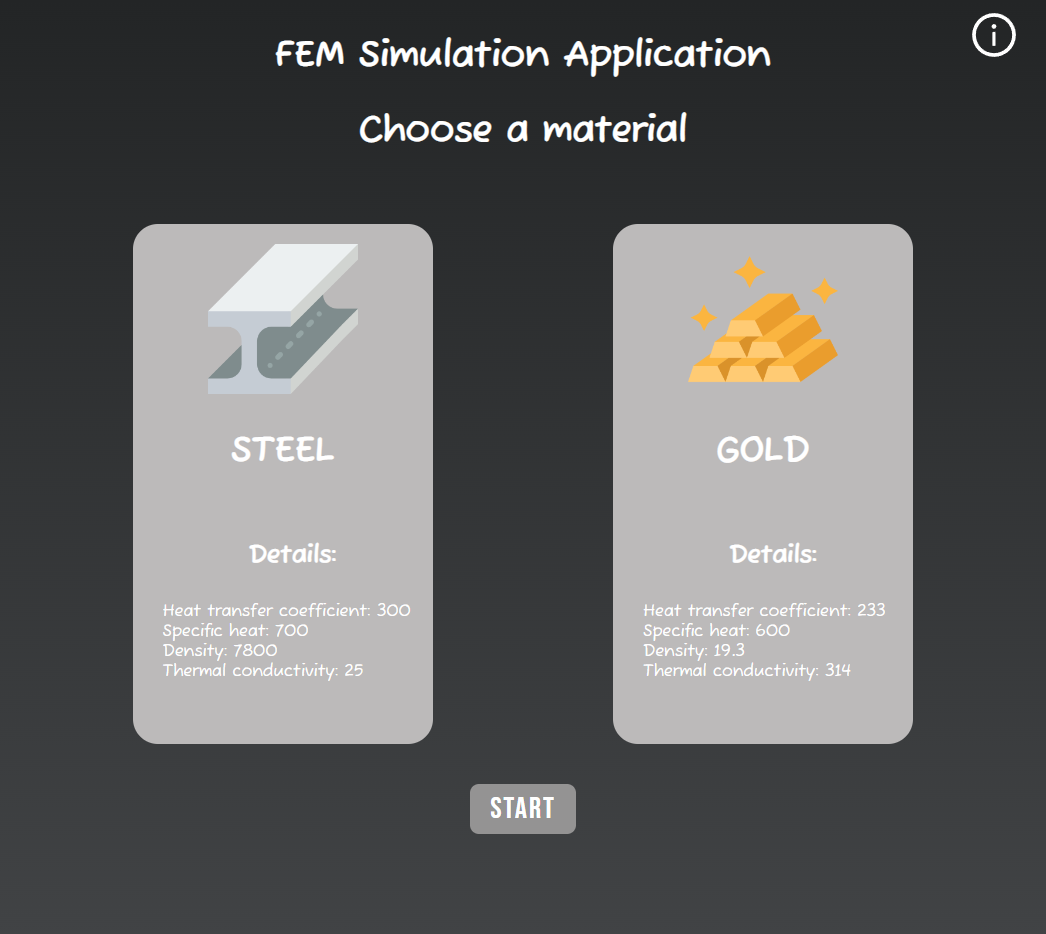 FEM Simulation Application
Choose a material
STEEL
Details:
Heat transfer coefficient: 300
Specific heat: 700
Density: 7800
Thermal conductivity: 25
GOLD
Details:
Heat transfer coefficient: 233
Specific heat: 600
Density: 19.3
Thermal conductivity: 314
START